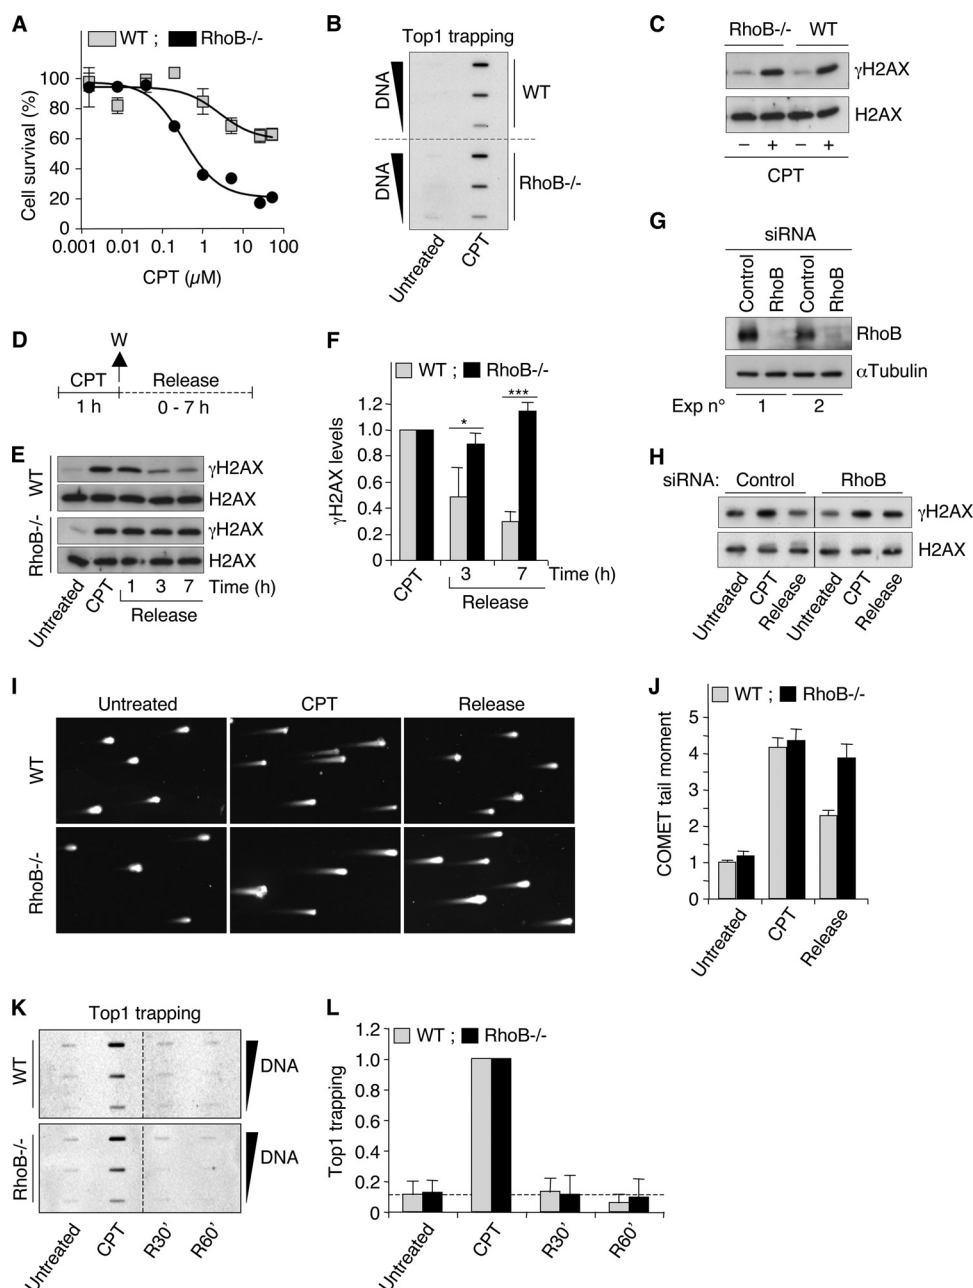 A
WT ; RhoB-/-
Cell survival (%)
100
80
60
40
20
0
0.001 0.01 0.1 1 10 100
CPT (µM)
B
Top1 trapping
DNA
WT
DNA
RhoB-/-
Untreated CPT
C
RhoB-/- WT
γH2AX
H2AX
– + – +
CPT
D
W
CPT Release
1 h 0 - 7 h
E
WT
γH2AX
H2AX
RhoB-/-
γH2AX
H2AX
Untreated CPT 1 3 7 Time (h)
Release
F
WT ; RhoB-/-
γH2AX levels
1.2
1.0
0.8
0.6
0.4
0.2
0
* ***
CPT 3 7 Time (h)
Release
G
siRNA
Control RhoB Control RhoB
RhoB
αTubulin
Exp n° 1 2
H
siRNA: Control RhoB
γH2AX
H2AX
Untreated CPT Release Untreated CPT Release
I
Untreated CPT Release
WT
RhoB-/-
J
WT ; RhoB-/-
COMET tail moment
5
4
3
2
1
0
Untreated CPT Release
K
Top1 trapping
WT
DNA
RhoB-/-
DNA
Untreated CPT R30' R60'
L
WT ; RhoB-/-
Top1 trapping
1.2
1.0
0.8
0.6
0.4
0.2
0
Untreated CPT R30' R60'